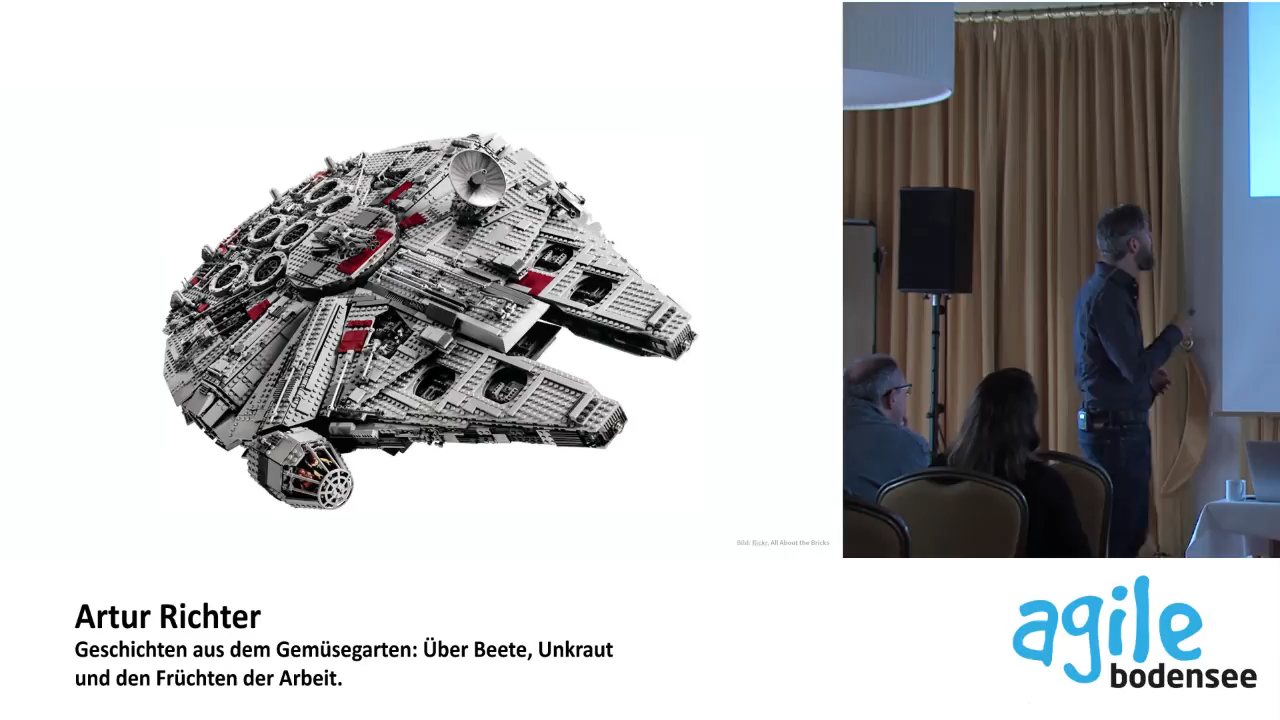 Bild: flickr, All About the Bricks
Artur Richter
Geschichten aus dem Gemüsegarten: Über Beete, Unkraut
und den Früchten der Arbeit.
agile
bodensee